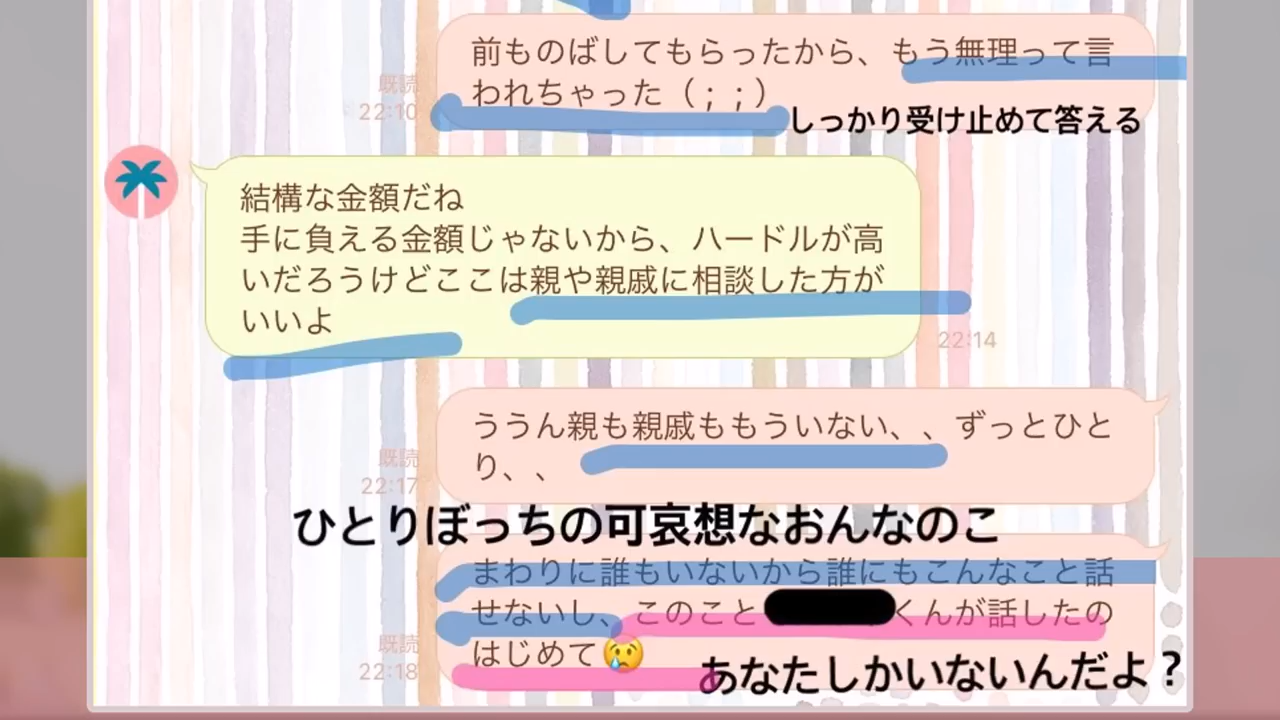 前ものばしてもらったから、もう無理って言
われちゃった（；；）
既読
22:10
しっかり受け止めて答える
結構な金額だね
手に負える金額じゃないから、ハードルが高
いだろうけどここは親や親戚に相談した方が
いいよ
22:14
ううん親も親戚ももういない、、ずっとひと
り、、
既読
22:17
ひとりぼっちの可哀想なおんなのこ
まわりに誰もいないから誰にもこんなこと話
せないし、このこと くんが話したの
はじめて😢
既読
22:18
あなたしかいないんだよ？